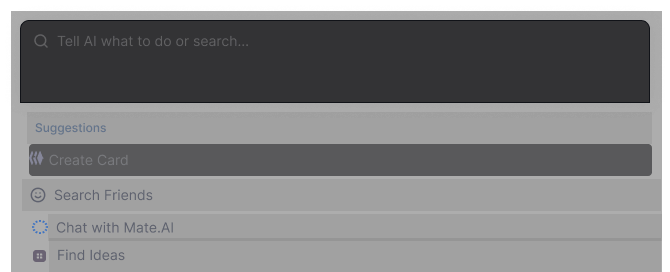 Tell AI what to do or search...
Suggestions
Create Card
Search Friends
Chat with Mate.AI
Find Ideas